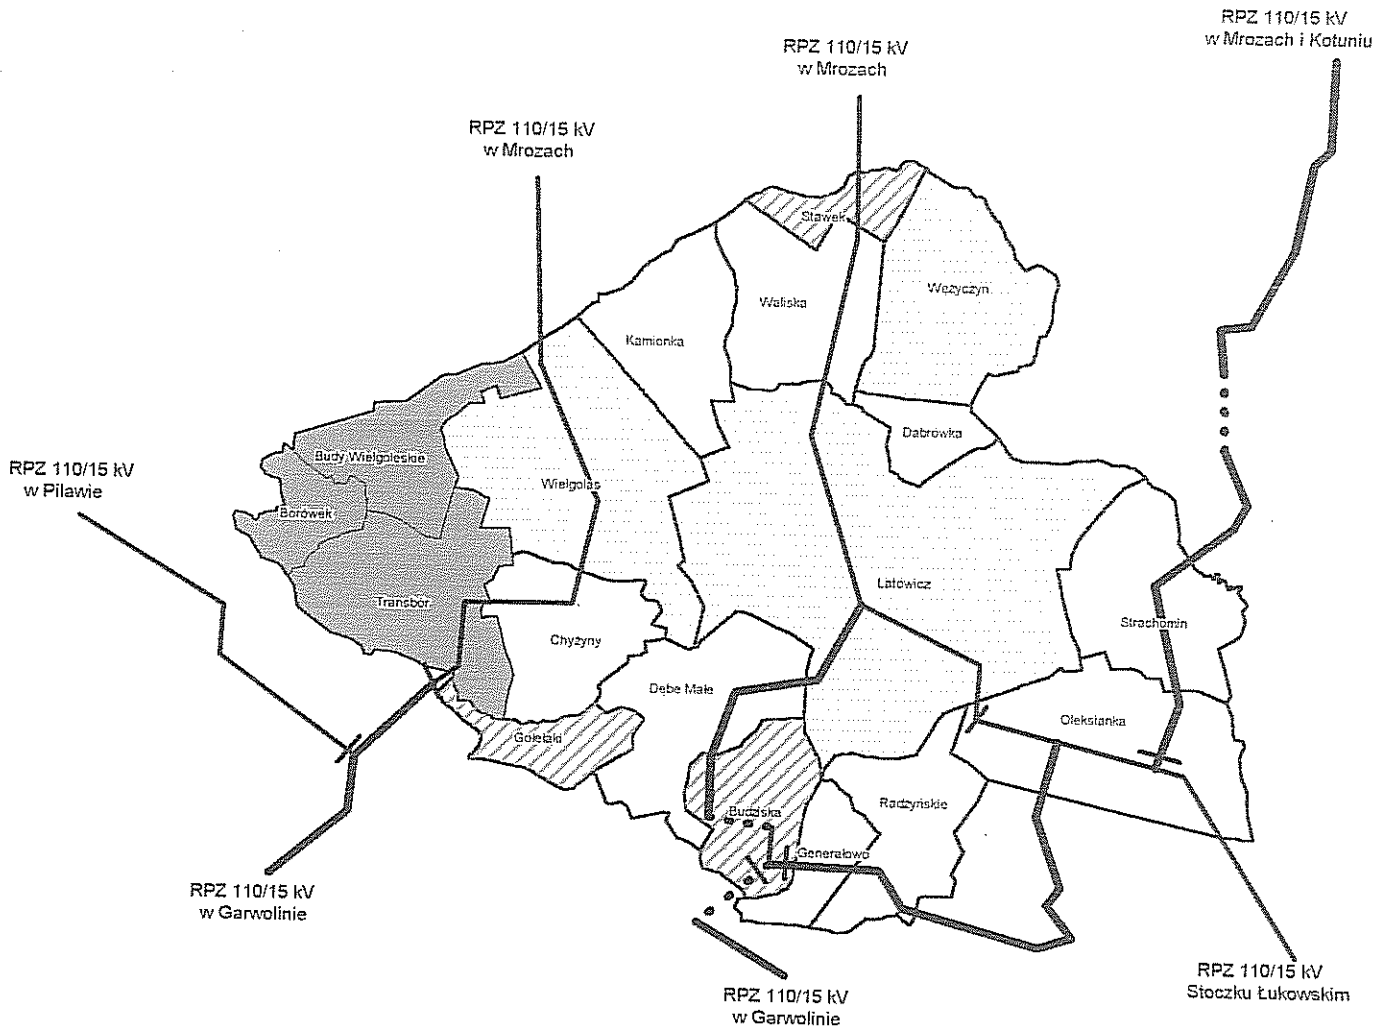 RPZ 110/15 kV
w Mrozach i Kotuniu
RPZ 110/15 kV
w Mrozach
RPZ 110/15 kV
w Mrozach
Stawek
Wężyczyn
Waliska
Kamionka
Dąbrówka
Budy Wielgoleskie
RPZ 110/15 kV
w Pilawie
Wielgolas
Borówek
Latowicz
Transbór
Strachomin
Chyżyny
Dębe Małe
Oleksianka
Gołełąki
Radzyńskie
Budziska
Generałowo
RPZ 110/15 kV
w Garwolinie
RPZ 110/15 kV
Stoczku Łukowskim
RPZ 110/15 kV
w Garwolinie